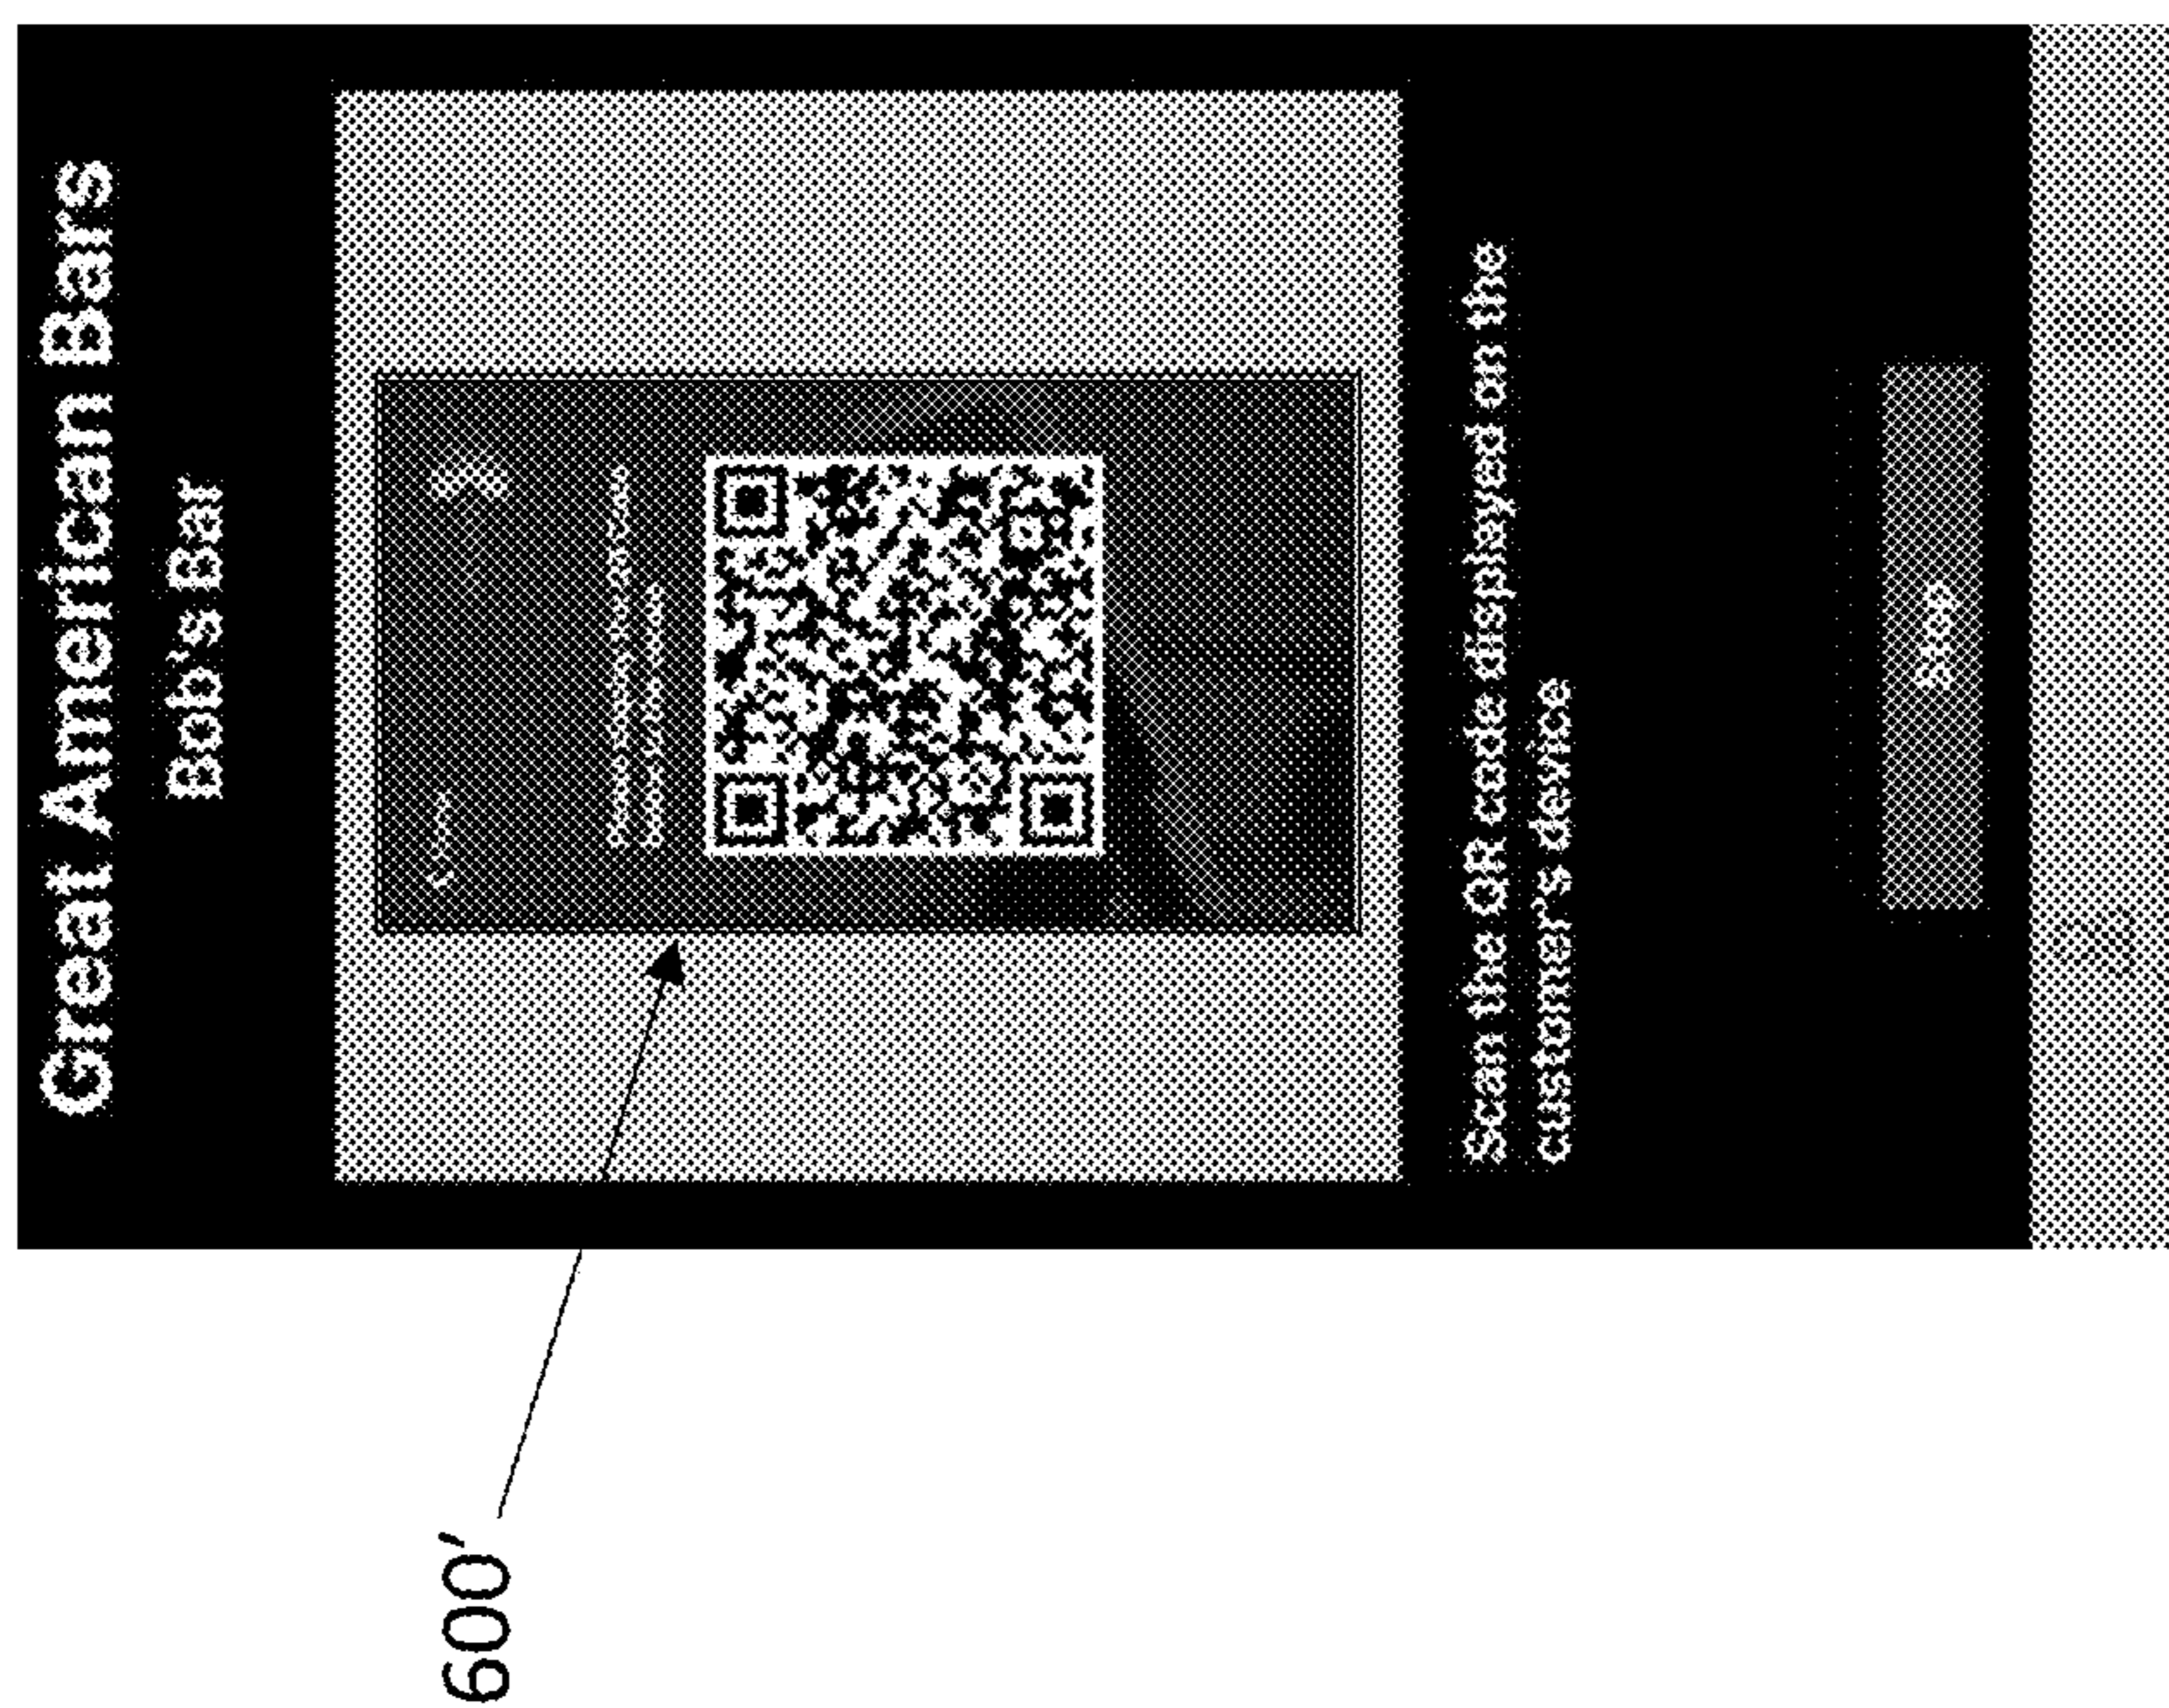 Great American Bars
Bob's Bar
Scan the QR code displayed on the
customer's device
Stop
600′